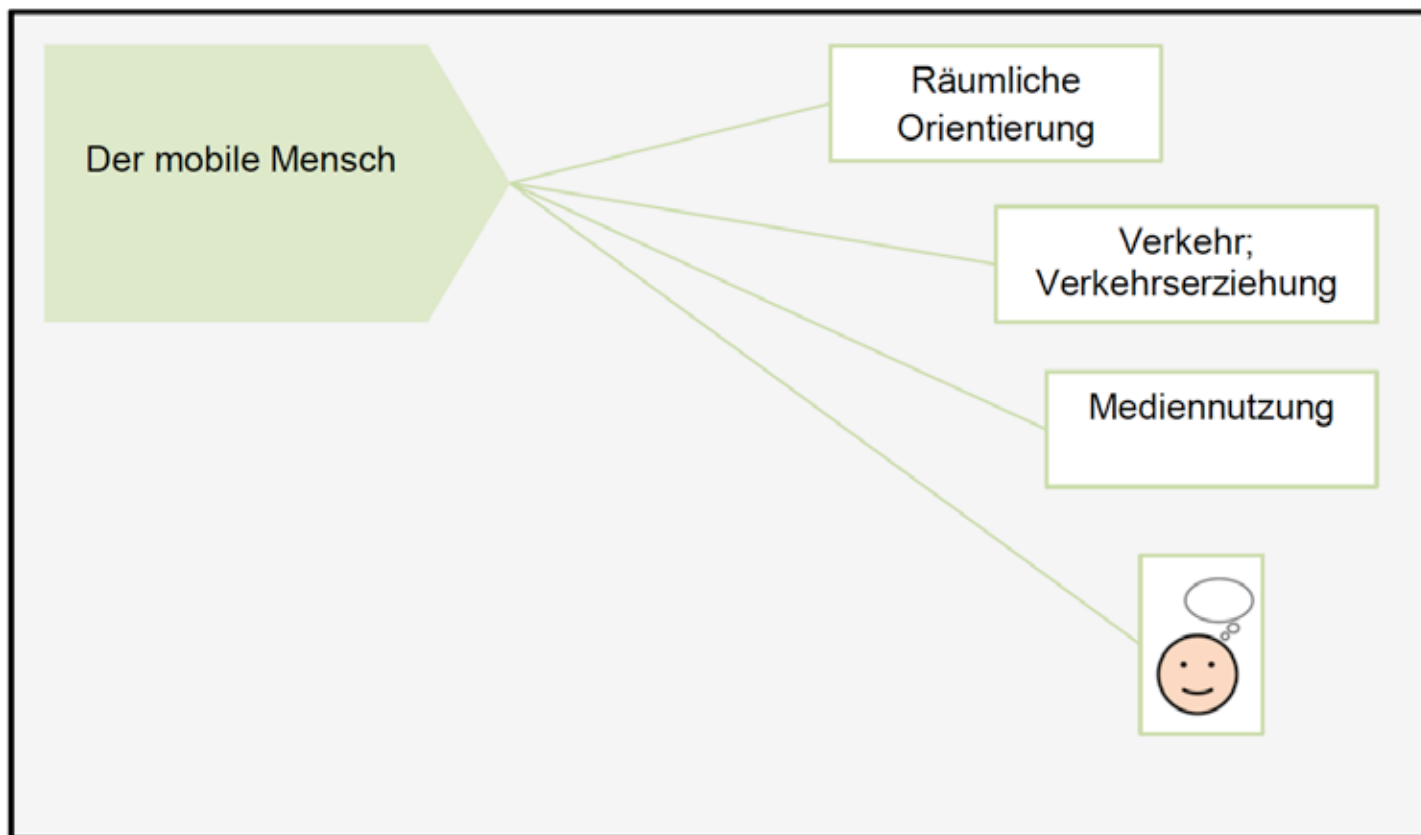 Der mobile Mensch
Räumliche
Orientierung
Verkehr;
Verkehrserziehung
Mediennutzung